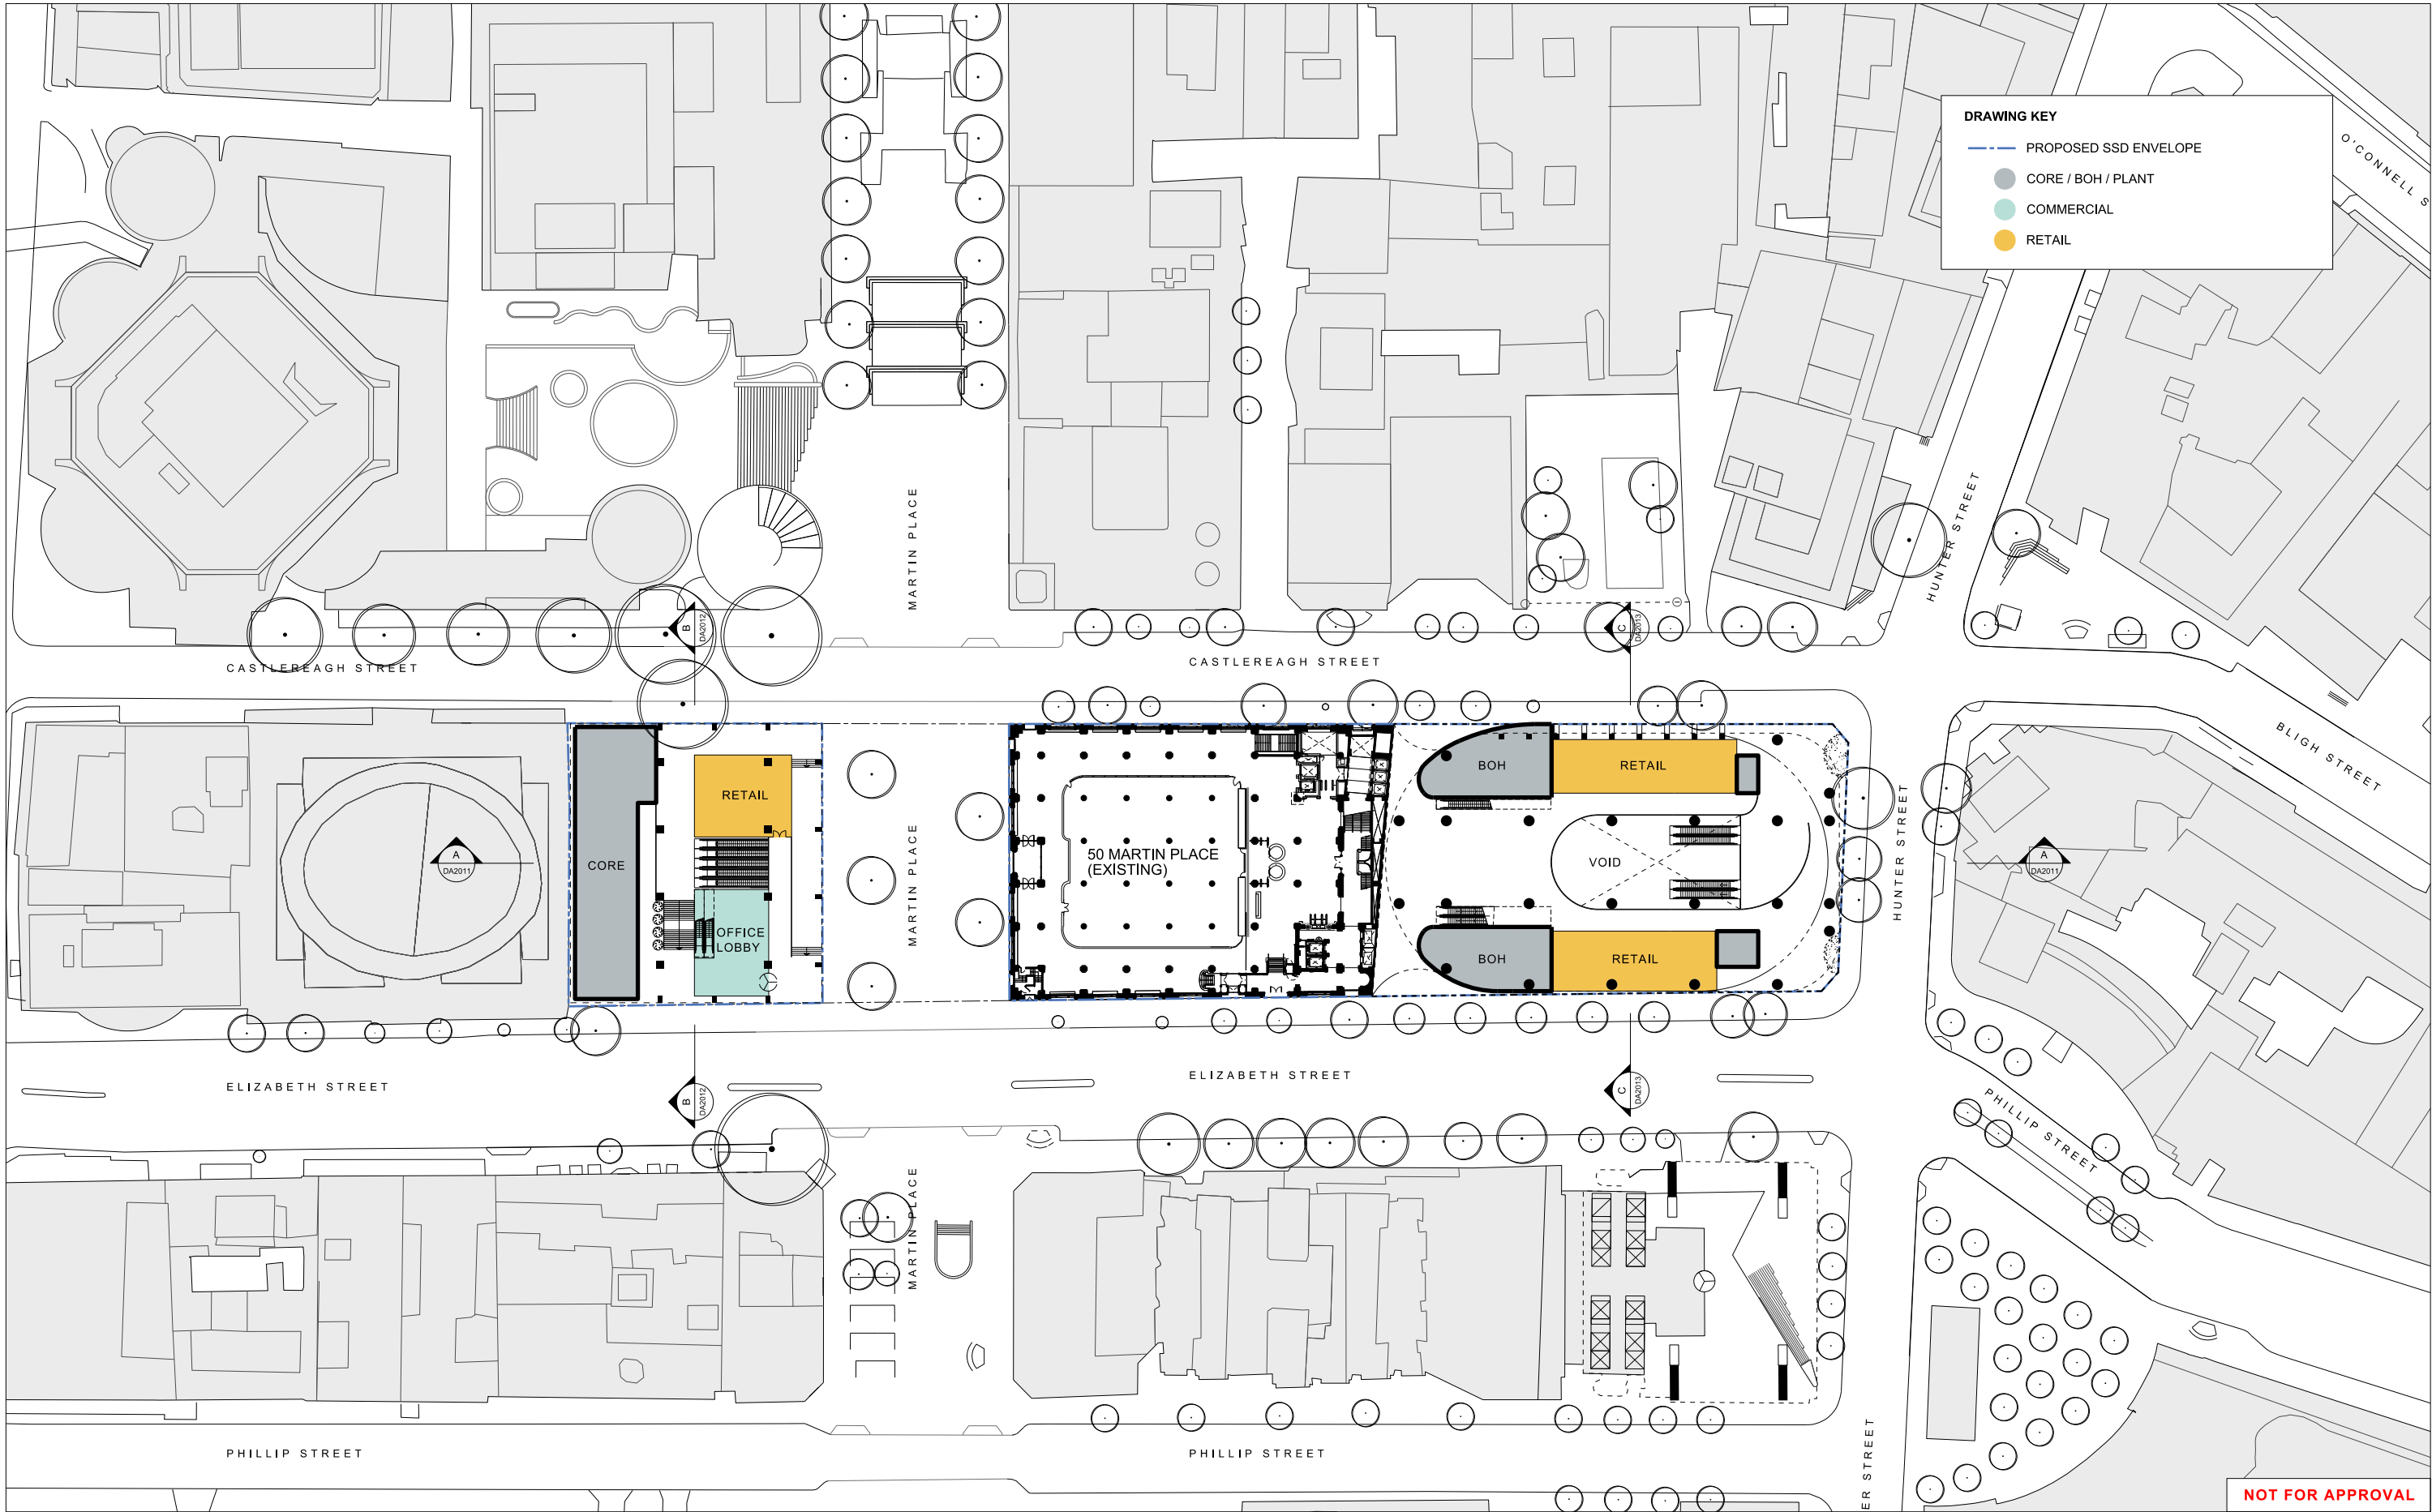 DRAWING KEY
PROPOSED SSD ENVELOPE
CORE / BOH / PLANT
COMMERCIAL
RETAIL
O'CONNELL S
MARTIN PLACE
HUNTER STREET
B
DA2012
C
DA2013
CASTLEREAGH STREET
CASTLEREAGH STREET
BLIGH STREET
BOH
RETAIL
RETAIL
MARTIN PLACE
HUNTER STREET
A
DA2011
CORE
50 MARTIN PLACE
(EXISTING)
VOID
A
DA2011
OFFICE
LOBBY
BOH
RETAIL
ELIZABETH STREET
ELIZABETH STREET
B
DA2012
C
DA2013
PHILLIP STREET
MARTIN PLACE
PHILLIP STREET
PHILLIP STREET
ER STREET
NOT FOR APPROVAL